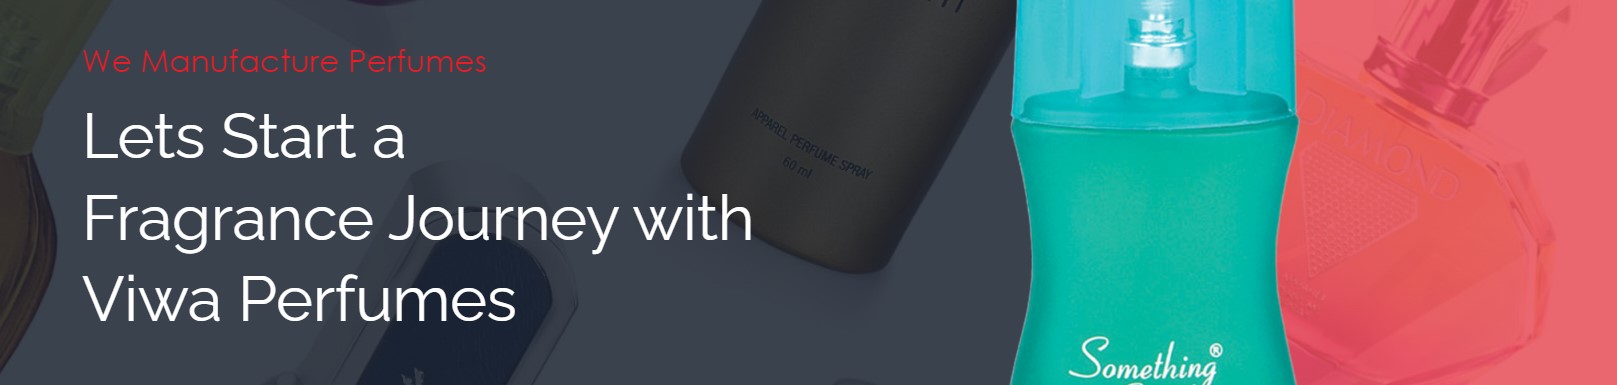 We Manufacture Perfumes
Lets Start a
Fragrance Journey with
Viwa Perfumes
APPAREL PERFUME SPRAY
60 ml
DIAMOND
Something®